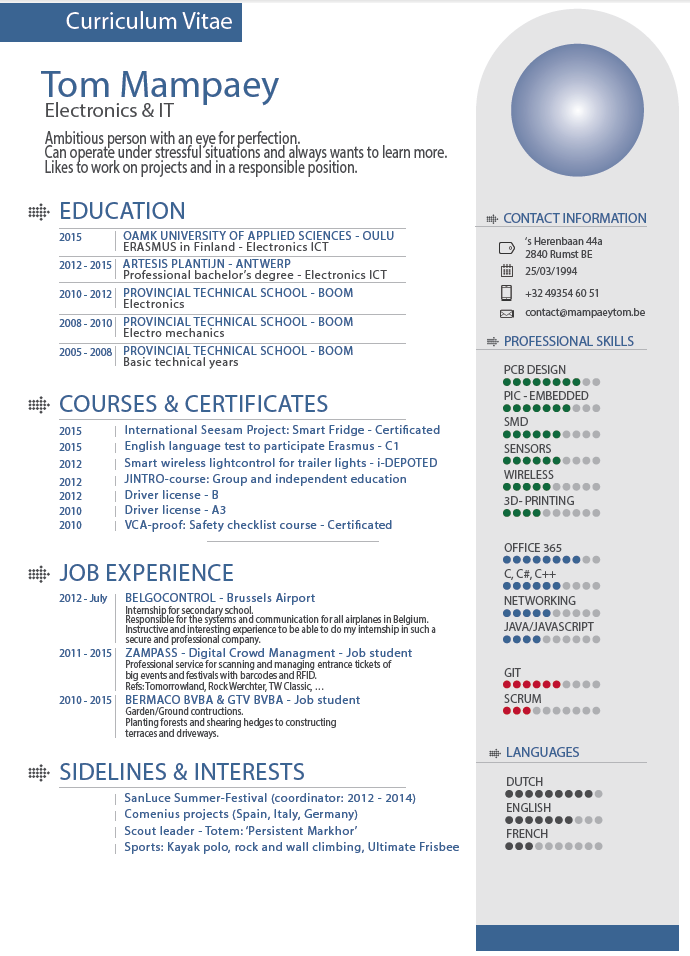 Curriculum Vitae
Tom Mampaey
Electronics & IT
Ambitious person with an eye for perfection.
Can operate under stressful situations and always wants to learn more.
Likes to work on projects and in a responsible position.
EDUCATION
2015 OAMK UNIVERSITY OF APPLIED SCIENCES - OULU
ERASMUS in Finland - Electronics ICT
2012 - 2015 ARTESIS PLANTIJN - ANTWERP
Professional bachelor's degree - Electronics ICT
2010 - 2012 PROVINCIAL TECHNICAL SCHOOL - BOOM
Electronics
2008 - 2010 PROVINCIAL TECHNICAL SCHOOL - BOOM
Electro mechanics
2005 - 2008 PROVINCIAL TECHNICAL SCHOOL - BOOM
Basic technical years
COURSES & CERTIFICATES
2015 International Seesam Project: Smart Fridge - Certificated
2015 English language test to participate Erasmus - C1
2012 Smart wireless lightcontrol for trailer lights - i-DEPOTED
2012 JINTRO-course: Group and independent education
2012 Driver license - B
2010 Driver license - A3
2010 VCA-proof: Safety checklist course - Certificated
JOB EXPERIENCE
2012 - July BELGOCONTROL - Brussels Airport
Internship for secondary school.
Responsible for the systems and communication for all airplanes in Belgium.
Instructive and interesting experience to be able to do my internship in such a
secure and professional company.
2011 - 2015 ZAMPASS - Digital Crowd Managment - Job student
Professional service for scanning and managing entrance tickets of
big events and festivals with barcodes and RFID.
Refs: Tomorrowland, Rock Werchter, TW Classic, ...
2010 - 2015 BERMACO BVBA & GTV BVBA - Job student
Garden/Ground contructions.
Planting forests and shearing hedges to constructing
terraces and driveways.
SIDELINES & INTERESTS
SanLuce Summer-Festival (coordinator: 2012 - 2014)
Comenius projects (Spain, Italy, Germany)
Scout leader - Totem: 'Persistent Markhor'
Sports: Kayak polo, rock and wall climbing, Ultimate Frisbee
CONTACT INFORMATION
's Herenbaan 44a
2840 Rumst BE
25/03/1994
+32 49354 60 51
contact@mampaeytom.be
PROFESSIONAL SKILLS
PCB DESIGN
PIC - EMBEDDED
SMD
SENSORS
WIRELESS
3D- PRINTING
OFFICE 365
C, C#, C++
NETWORKING
JAVA/JAVASCRIPT
GIT
SCRUM
LANGUAGES
DUTCH
ENGLISH
FRENCH